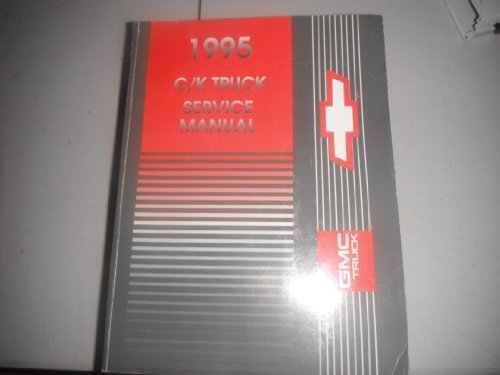 1995
C/K TRUCK
SERVICE
MANUAL
GMC
TRUCK